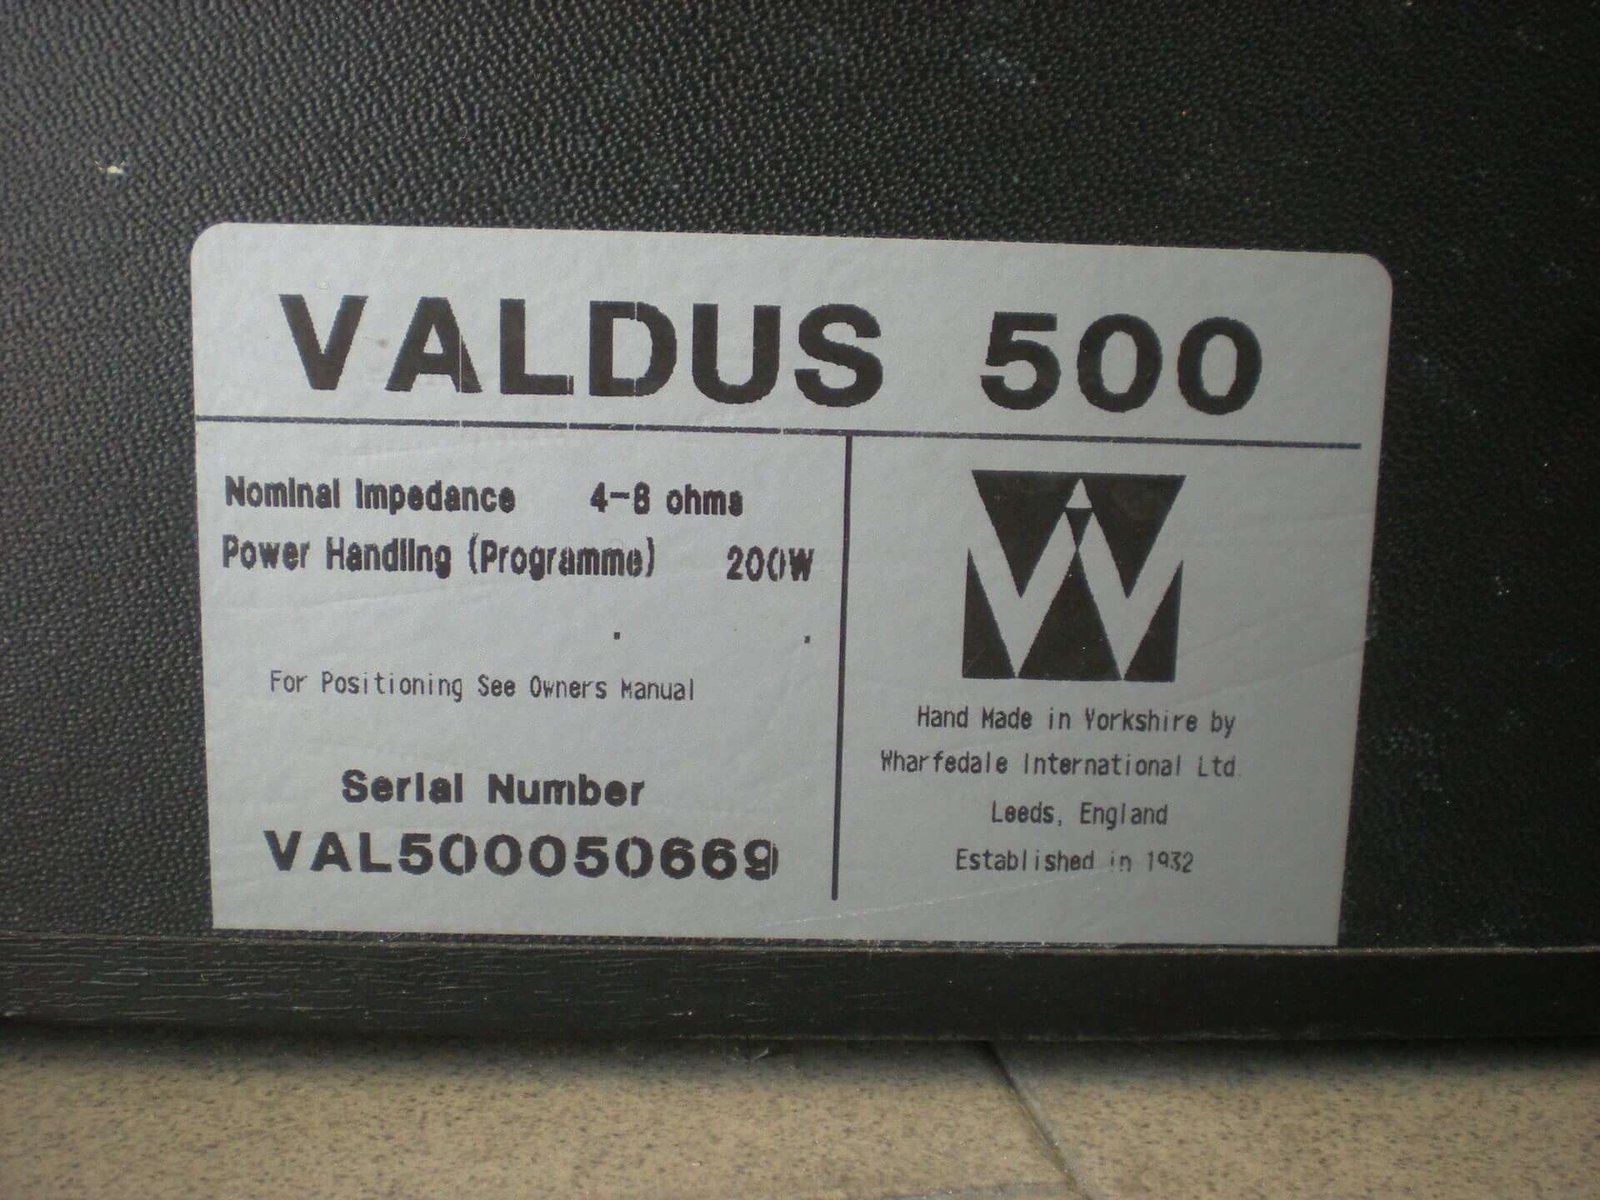 VALDUS 500
Nominal Impedance 4-8 ohms
Power Handling (Programme) 200W
For Positioning See Owners Manual
Serial Number
VAL500050669
W
Hand Made in Yorkshire by
Wharfedale International Ltd.
Leeds, England
Established in 1932